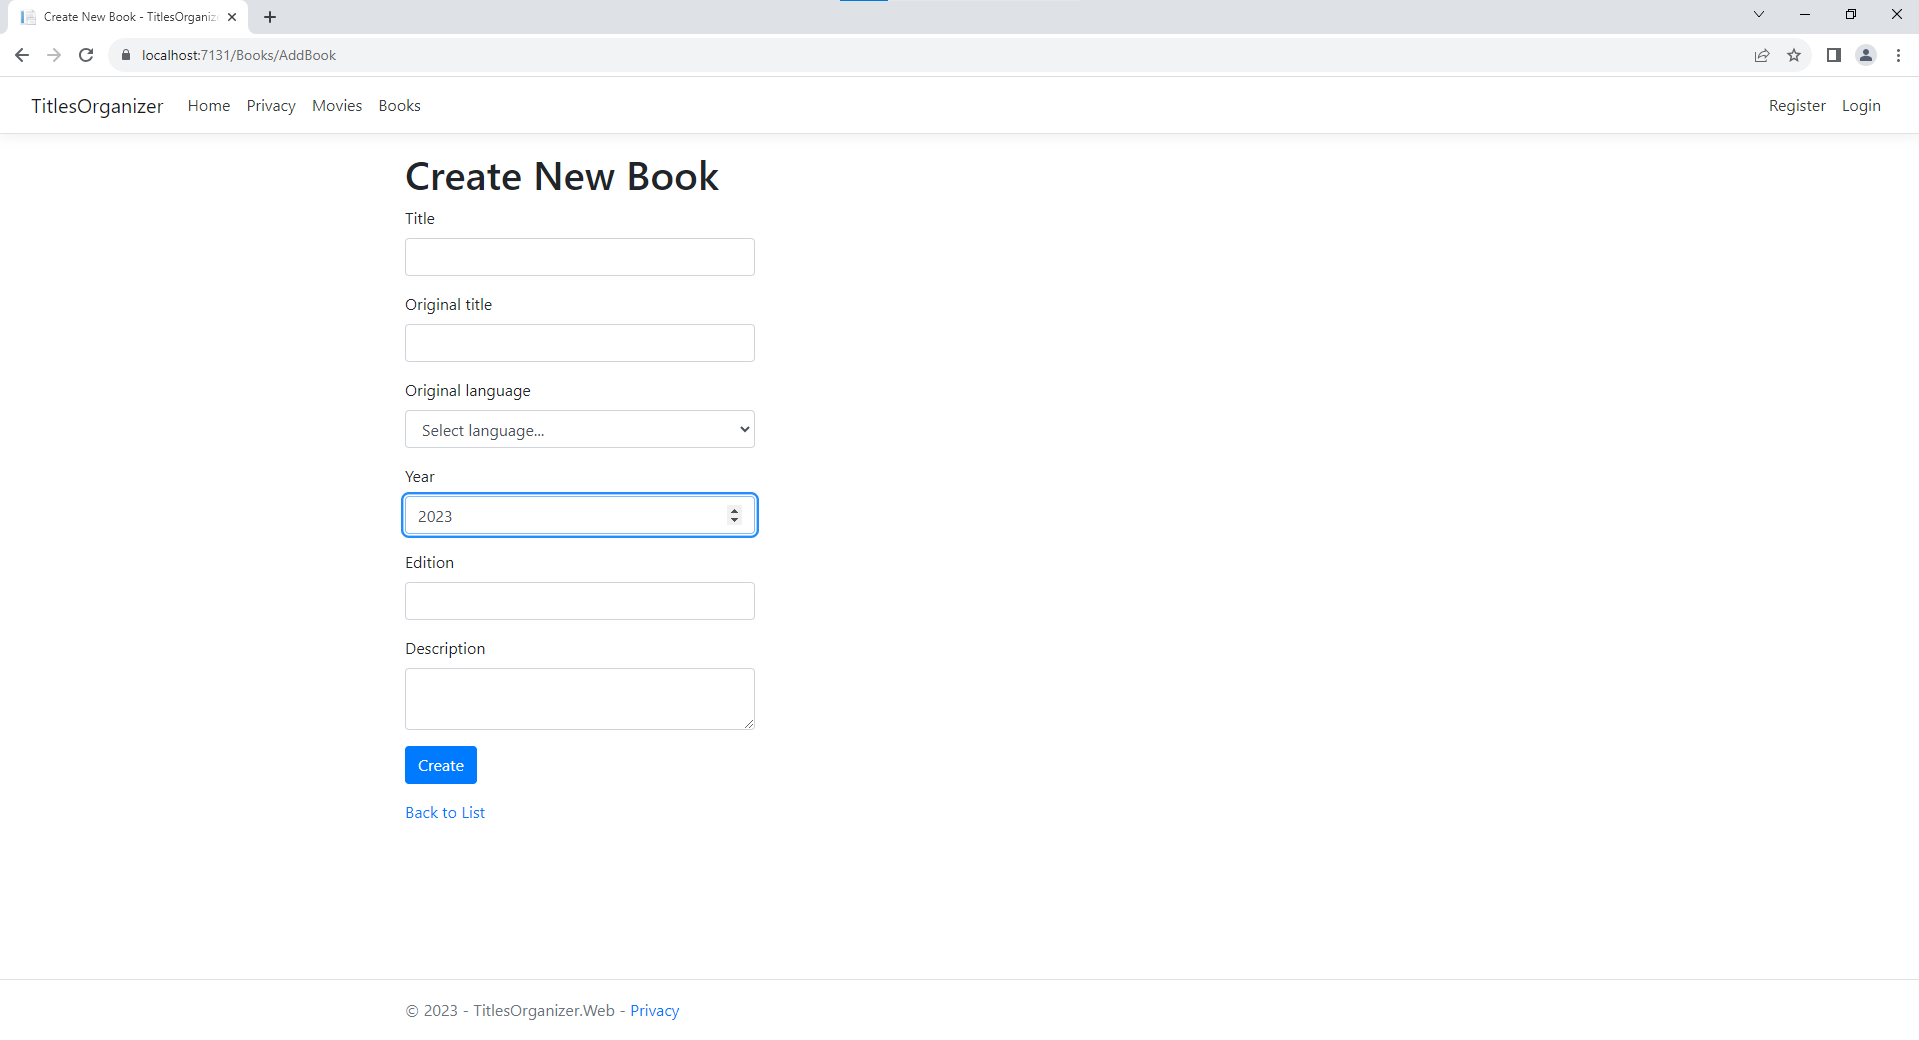 Create New Book - TitlesOrganiz
localhost:7131/Books/AddBook
TitlesOrganizer Home Privacy Movies Books Register Login
Create New Book
Title
Original title
Original language
Select language...
Year
2023
Edition
Description
Create
Back to List
© 2023 - TitlesOrganizer.Web - Privacy